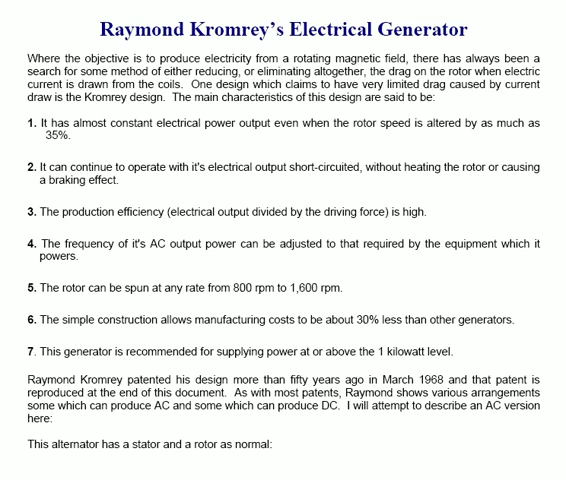 Raymond Kromrey's Electrical Generator
Where the objective is to produce electricity from a rotating magnetic field, there has always been a
search for some method of either reducing, or eliminating altogether, the drag on the rotor when electric
current is drawn from the coils.  One design which claims to have very limited drag caused by current
draw is the Kromrey design.  The main characteristics of this design are said to be:
1. It has almost constant electrical power output even when the rotor speed is altered by as much as
35%.
2. It can continue to operate with it's electrical output short-circuited, without heating the rotor or causing
a braking effect.
3. The production efficiency (electrical output divided by the driving force) is high.
4. The frequency of it's AC output power can be adjusted to that required by the equipment which it
powers.
5. The rotor can be spun at any rate from 800 rpm to 1,600 rpm.
6. The simple construction allows manufacturing costs to be about 30% less than other generators.
7. This generator is recommended for supplying power at or above the 1 kilowatt level.
Raymond Kromrey patented his design more than fifty years ago in March 1968 and that patent is
reproduced at the end of this document.  As with most patents, Raymond shows various arrangements
some which can produce AC and some which can produce DC.  I will attempt to describe an AC version
here:
This alternator has a stator and a rotor as normal: